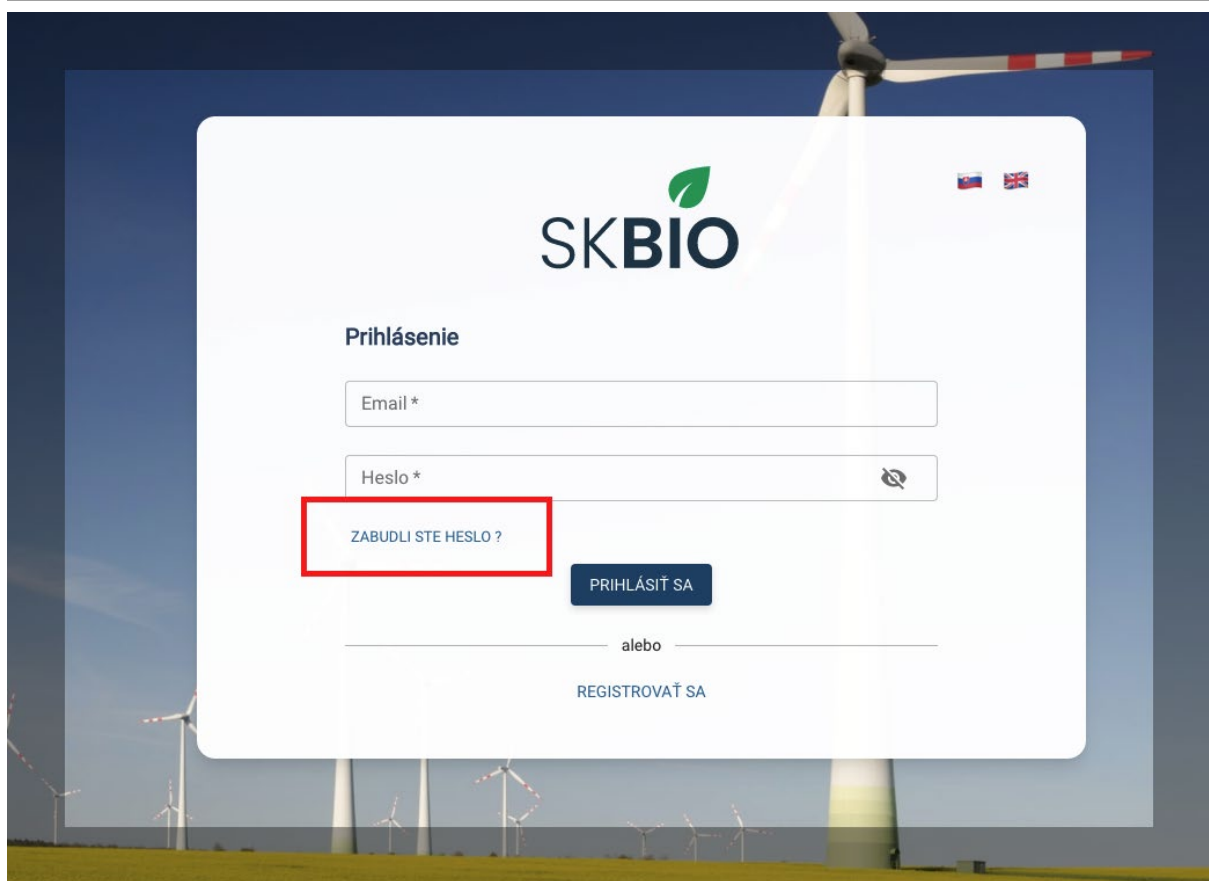 SKBIO
Prihlásenie
Email *
Heslo *
ZABUDLI STE HESLO ?
PRIHLÁSIŤ SA
alebo
REGISTROVAŤ SA